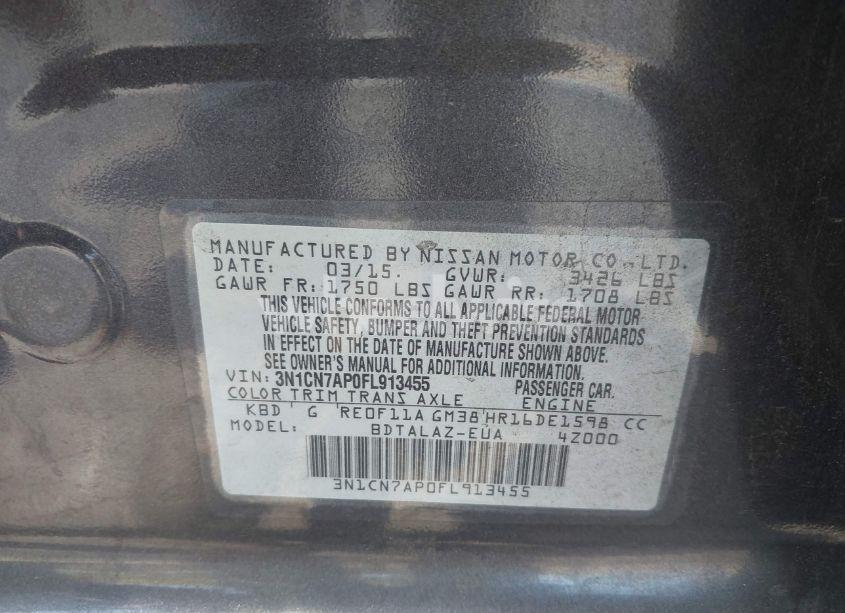 MANUFACTURED BY NISSAN MOTOR CO., LTD.
DATE: 03/15. GVWR: 3426 LBS
GAWR FR: 1750 LBS GAWR RR: 1708 LBS
THIS VEHICLE CONFORMS TO ALL APPLICABLE FEDERAL MOTOR
VEHICLE SAFETY, BUMPER AND THEFT PREVENTION STANDARDS
IN EFFECT ON THE DATE OF MANUFACTURE SHOWN ABOVE.
SEE OWNER'S MANUAL FOR ADDITIONAL INFORMATION.
VIN: 3N1CN7AP0FL913455 PASSENGER CAR.
COLOR TRIM TRANS AXLE ENGINE
KBD G RE0F11A GM38 HR16DE1598 CC
MODEL: BDTALAZ-EUA 4Z000
3N1CN7AP0FL913455